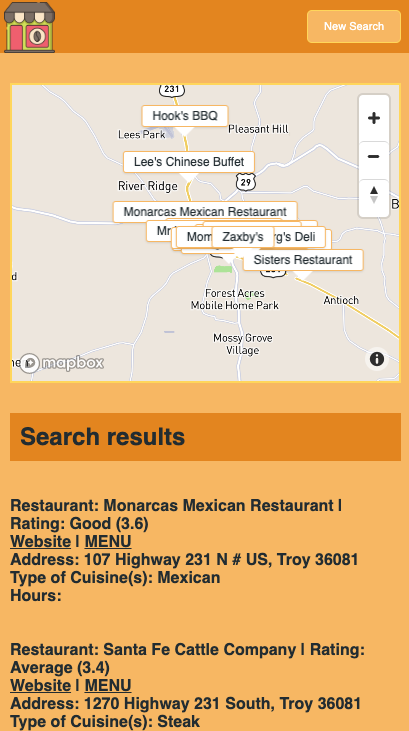 New Search
231
Hook's BBQ
Lees Park
Pleasant Hill
Lee's Chinese Buffet
29
River Ridge
Monarcas Mexican Restaurant
Zaxby's
rg's Deli
Sisters Restaurant
Forest Acres
Mobile Home Park
Antioch
Mossy Grove
Village
mapbox
Search results
Restaurant: Monarcas Mexican Restaurant |
Rating: Good (3.6)
Website | MENU
Address: 107 Highway 231 N # US, Troy 36081
Type of Cuisine(s): Mexican
Hours:
Restaurant: Santa Fe Cattle Company | Rating:
Average (3.4)
Website | MENU
Address: 1270 Highway 231 South, Troy 36081
Type of Cuisine(s): Steak